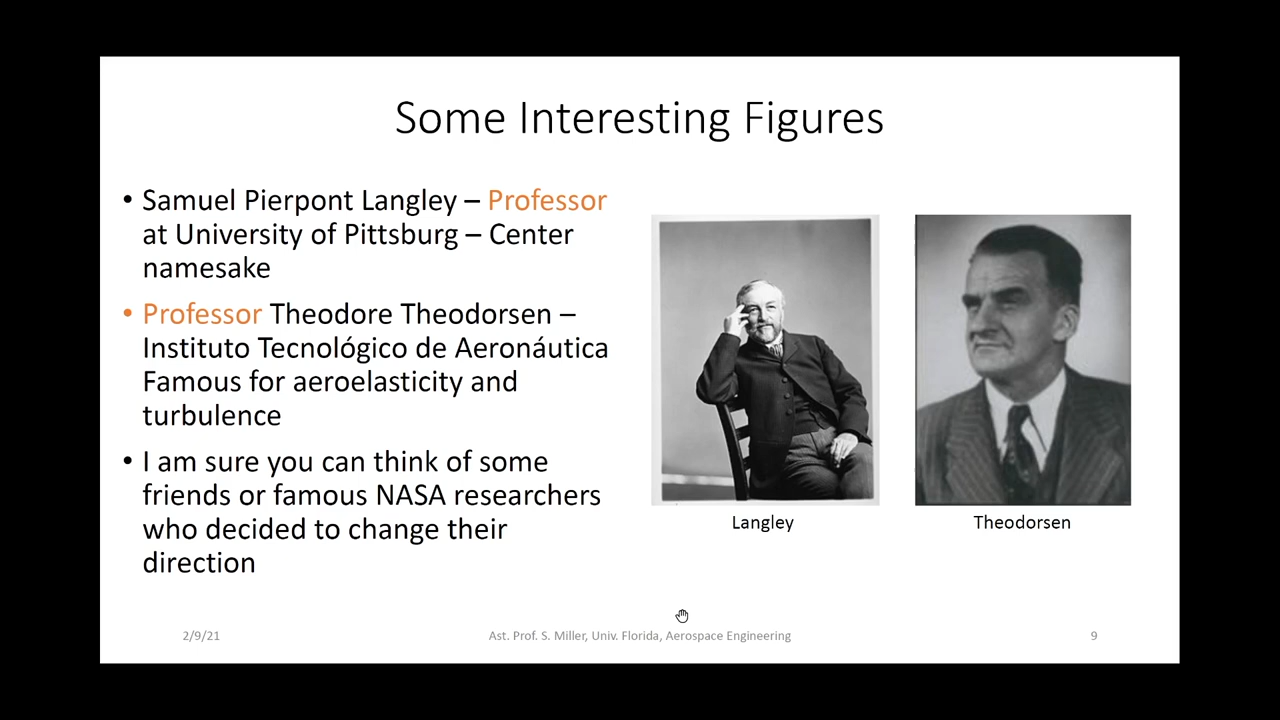 Some Interesting Figures
• Samuel Pierpont Langley – Professor
at University of Pittsburg – Center
namesake
• Professor Theodore Theodorsen –
Instituto Tecnológico de Aeronáutica
Famous for aeroelasticity and
turbulence
• I am sure you can think of some
friends or famous NASA researchers
who decided to change their
direction
Langley
Theodorsen
2/9/21
Ast. Prof. S. Miller, Univ. Florida, Aerospace Engineering
9